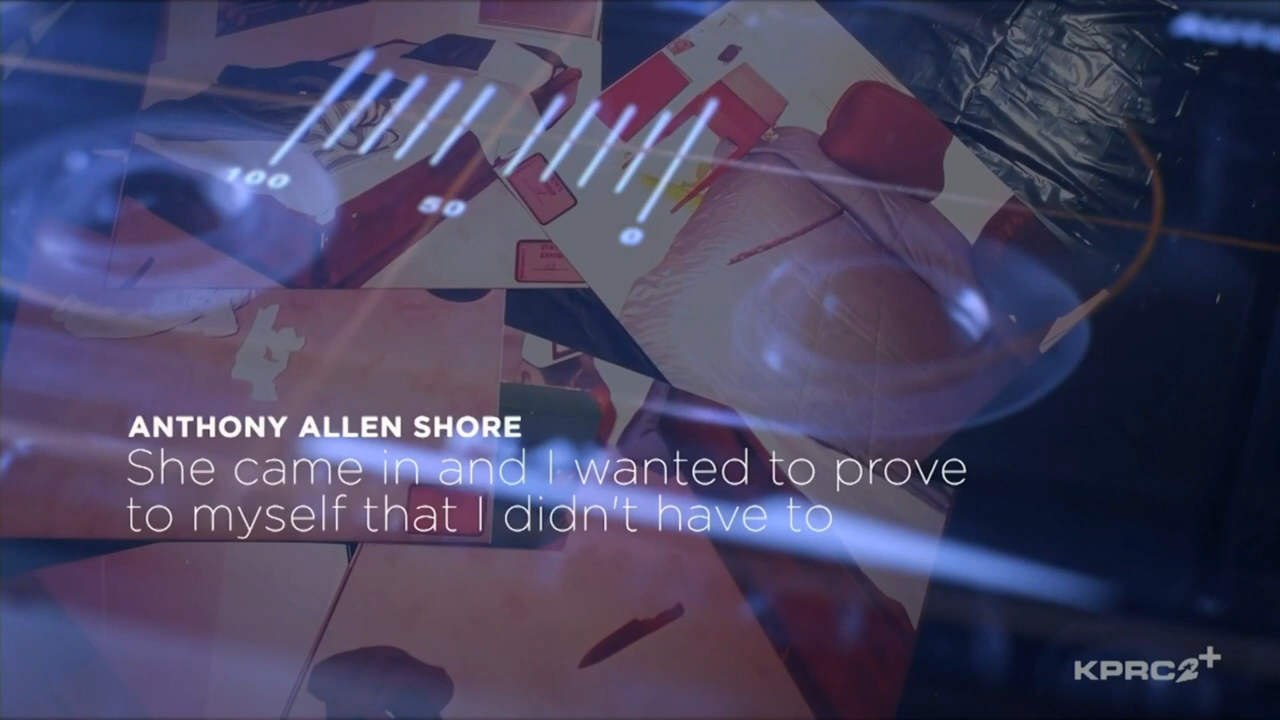 100
50
0
ANTHONY ALLEN SHORE
She came in and I wanted to prove
to myself that I didn't have to
KPRC2+